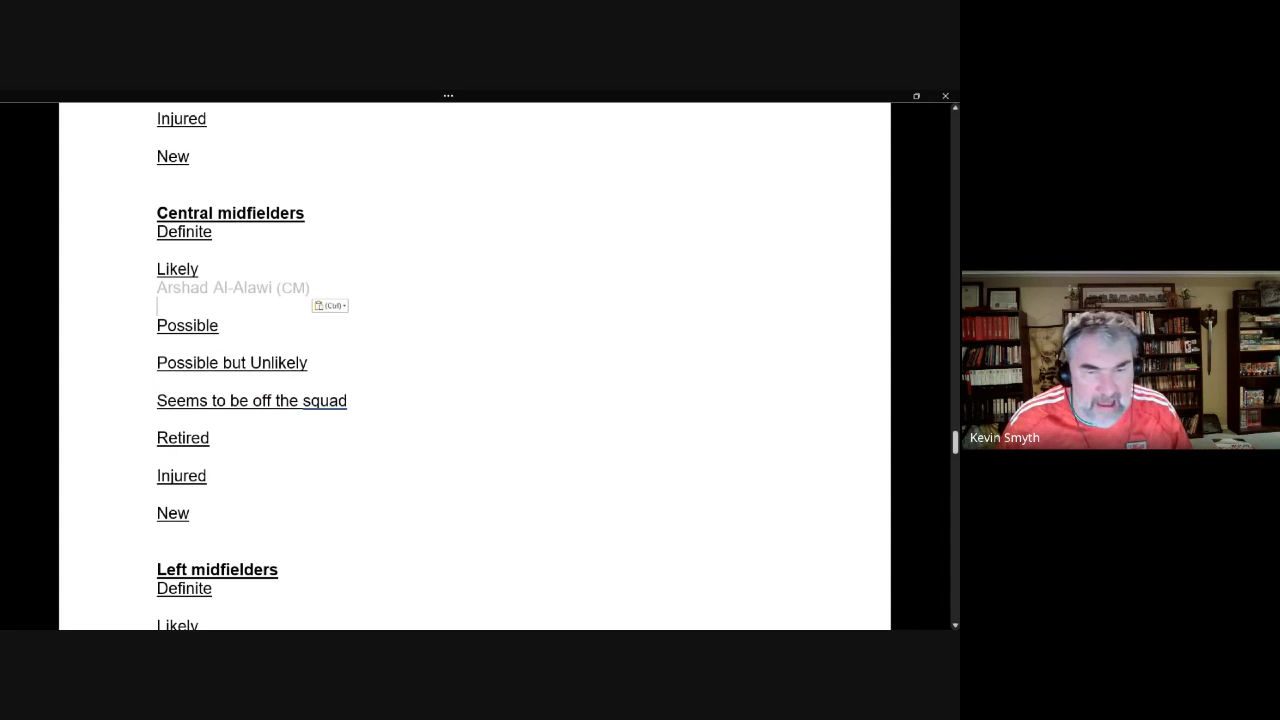 Injured
New
Central midfielders
Definite
Likely
Arshad Al-Alawi (CM)
(Ctrl)
Possible
Possible but Unlikely
Seems to be off the squad
Retired
Injured
New
Left midfielders
Definite
Likely
Kevin Smyth